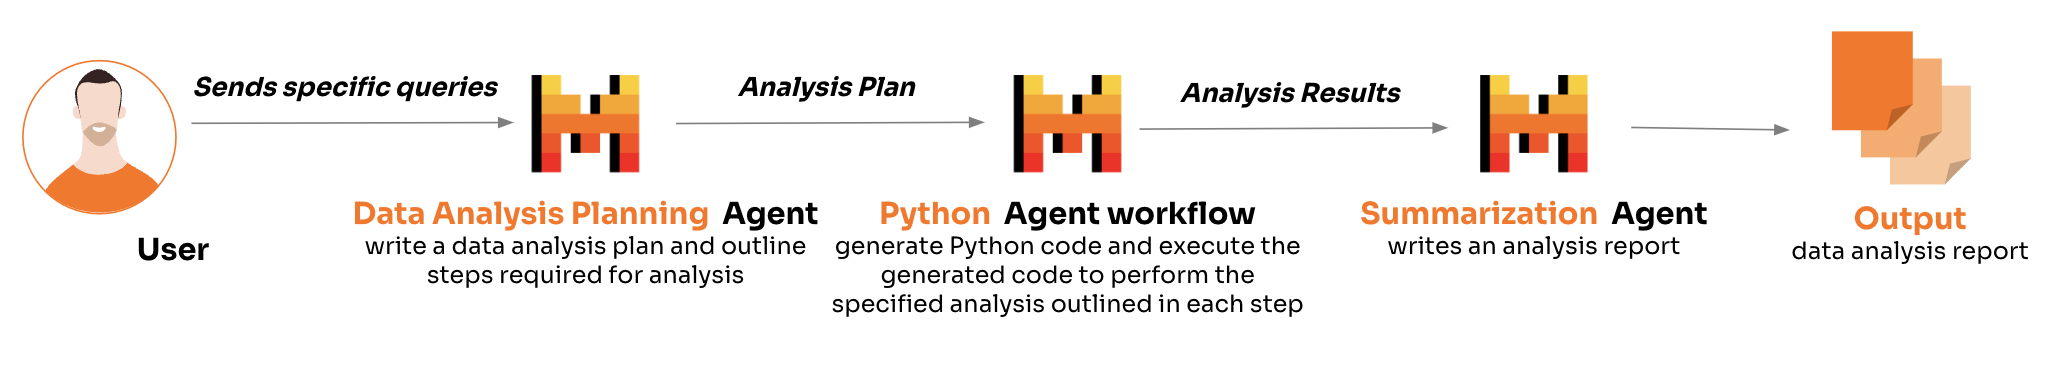 Sends specific queries
Analysis Plan
Analysis Results
User
Data Analysis Planning Agent
write a data analysis plan and outline
steps required for analysis
Python Agent workflow
generate Python code and execute the
generated code to perform the
specified analysis outlined in each step
Summarization Agent
writes an analysis report
Output
data analysis report